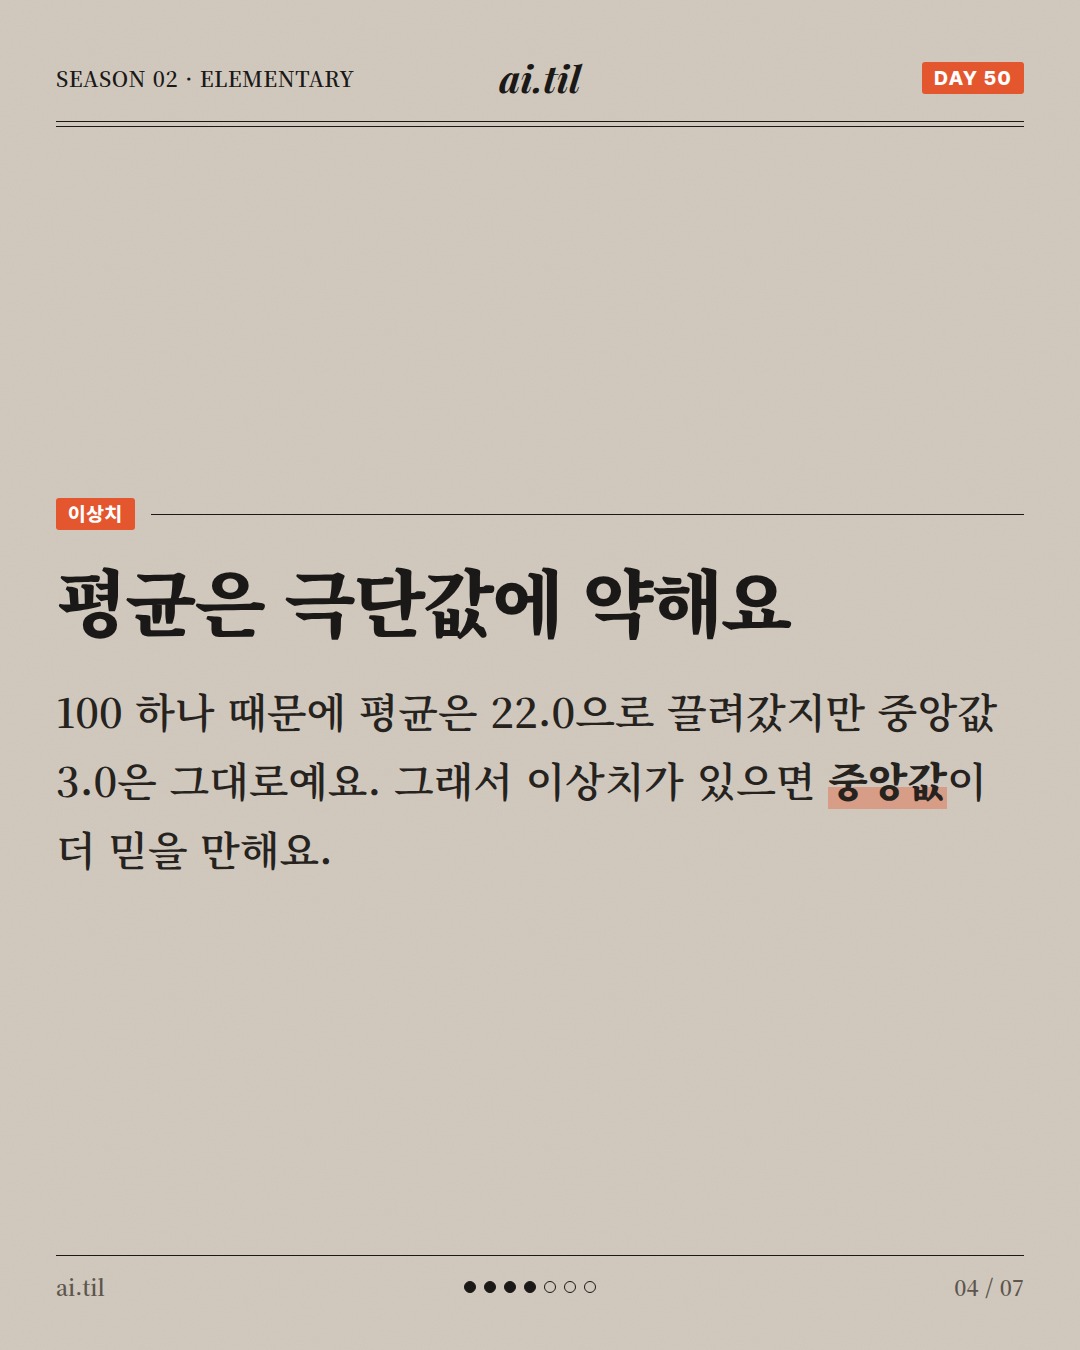 SEASON 02 · ELEMENTARY
ai.til
DAY 50
이상치
평균은 극단값에 약해요
100 하나 때문에 평균은 22.0으로 끌려갔지만 중앙값
3.0은 그대로예요. 그래서 이상치가 있으면 중앙값이
더 믿을 만해요.
ai.til
04 / 07